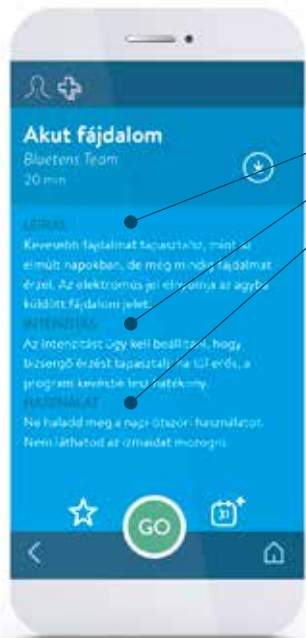 Akut fájdalom
Bluetens Team
20 min
LEÍRÁS
Kevesebb fájdalmat tapasztalsz, mint az
elmúlt napokban, de még mindig fájdalmat
érzel. Az elektromos jel elnyomja az agyba
küldött fájdalom jelet.
INTENZITÁS
Az intenzitást úgy kell beállítani, hogy
bizsergő érzést tapasztalj. Ha túl erős, a
program kevésbé lesz hatékony.
HASZNÁLAT
Ne haladd meg a napi ötszöri használatot.
Nem láthatod az izmaidat mozogni.
31
GO